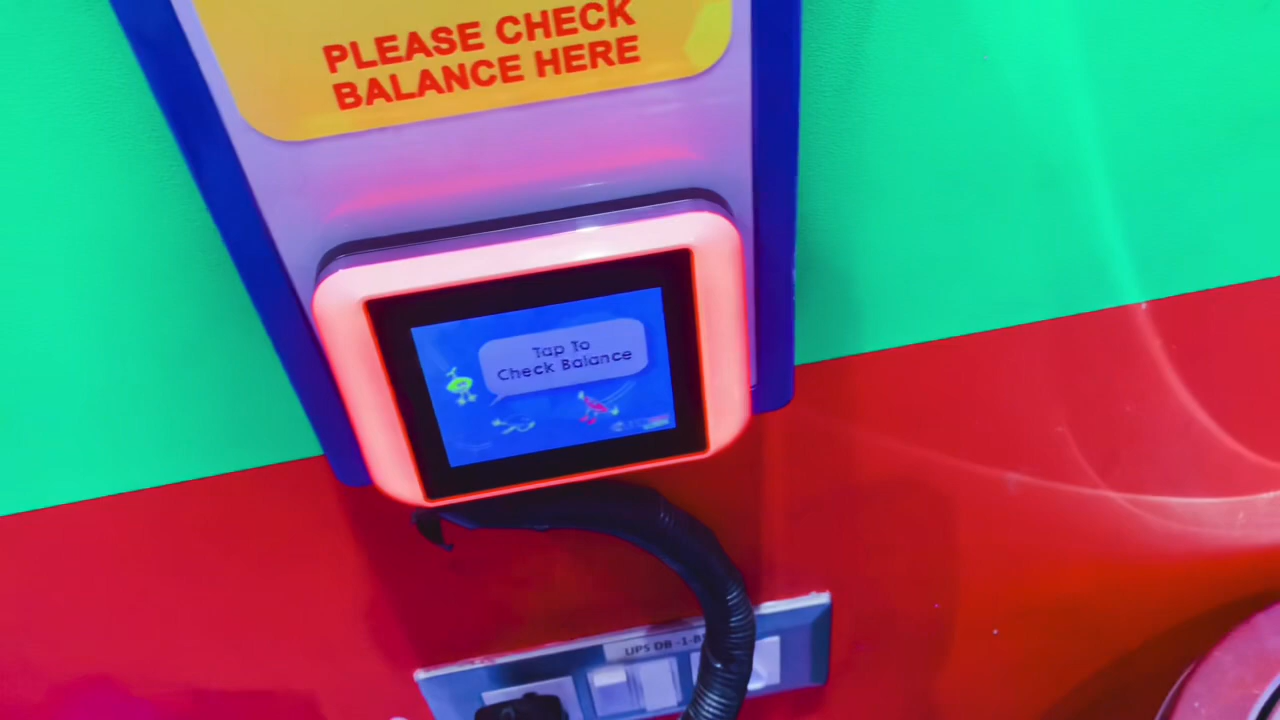 PLEASE CHECK
BALANCE HERE
Tap To
Check Balance
UPS DB -1-